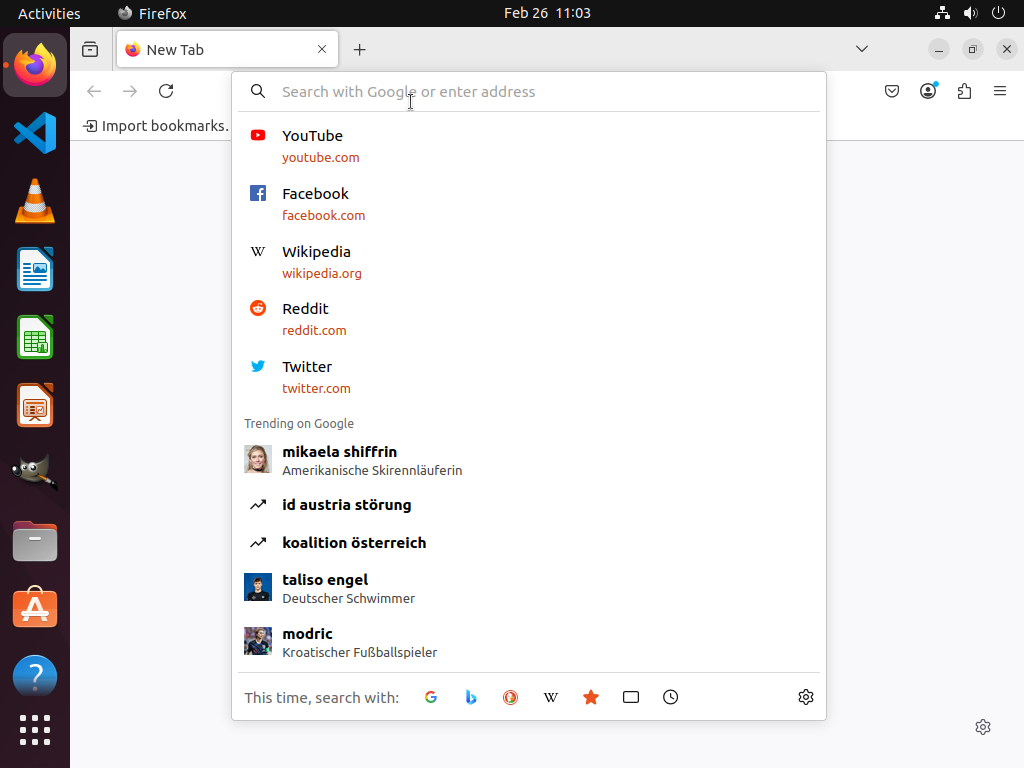 Activities
Firefox
Feb 26 11:03
New Tab
Search with Google or enter address
Import bookmarks.
YouTube
youtube.com
Facebook
facebook.com
Wikipedia
wikipedia.org
Reddit
reddit.com
Twitter
twitter.com
Trending on Google
mikaela shiffrin
Amerikanische Skirennläuferin
id austria störung
koalition österreich
taliso engel
Deutscher Schwimmer
modric
Kroatischer Fußballspieler
This time, search with: